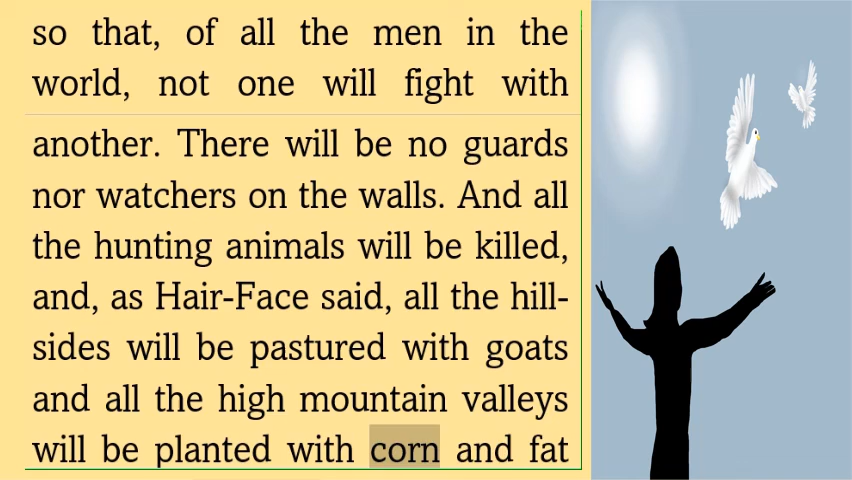 so that, of all the men in the
world, not one will fight with
another. There will be no guards
nor watchers on the walls. And all
the hunting animals will be killed,
and, as Hair-Face said, all the hill-
sides will be pastured with goats
and all the high mountain valleys
will be planted with corn and fat